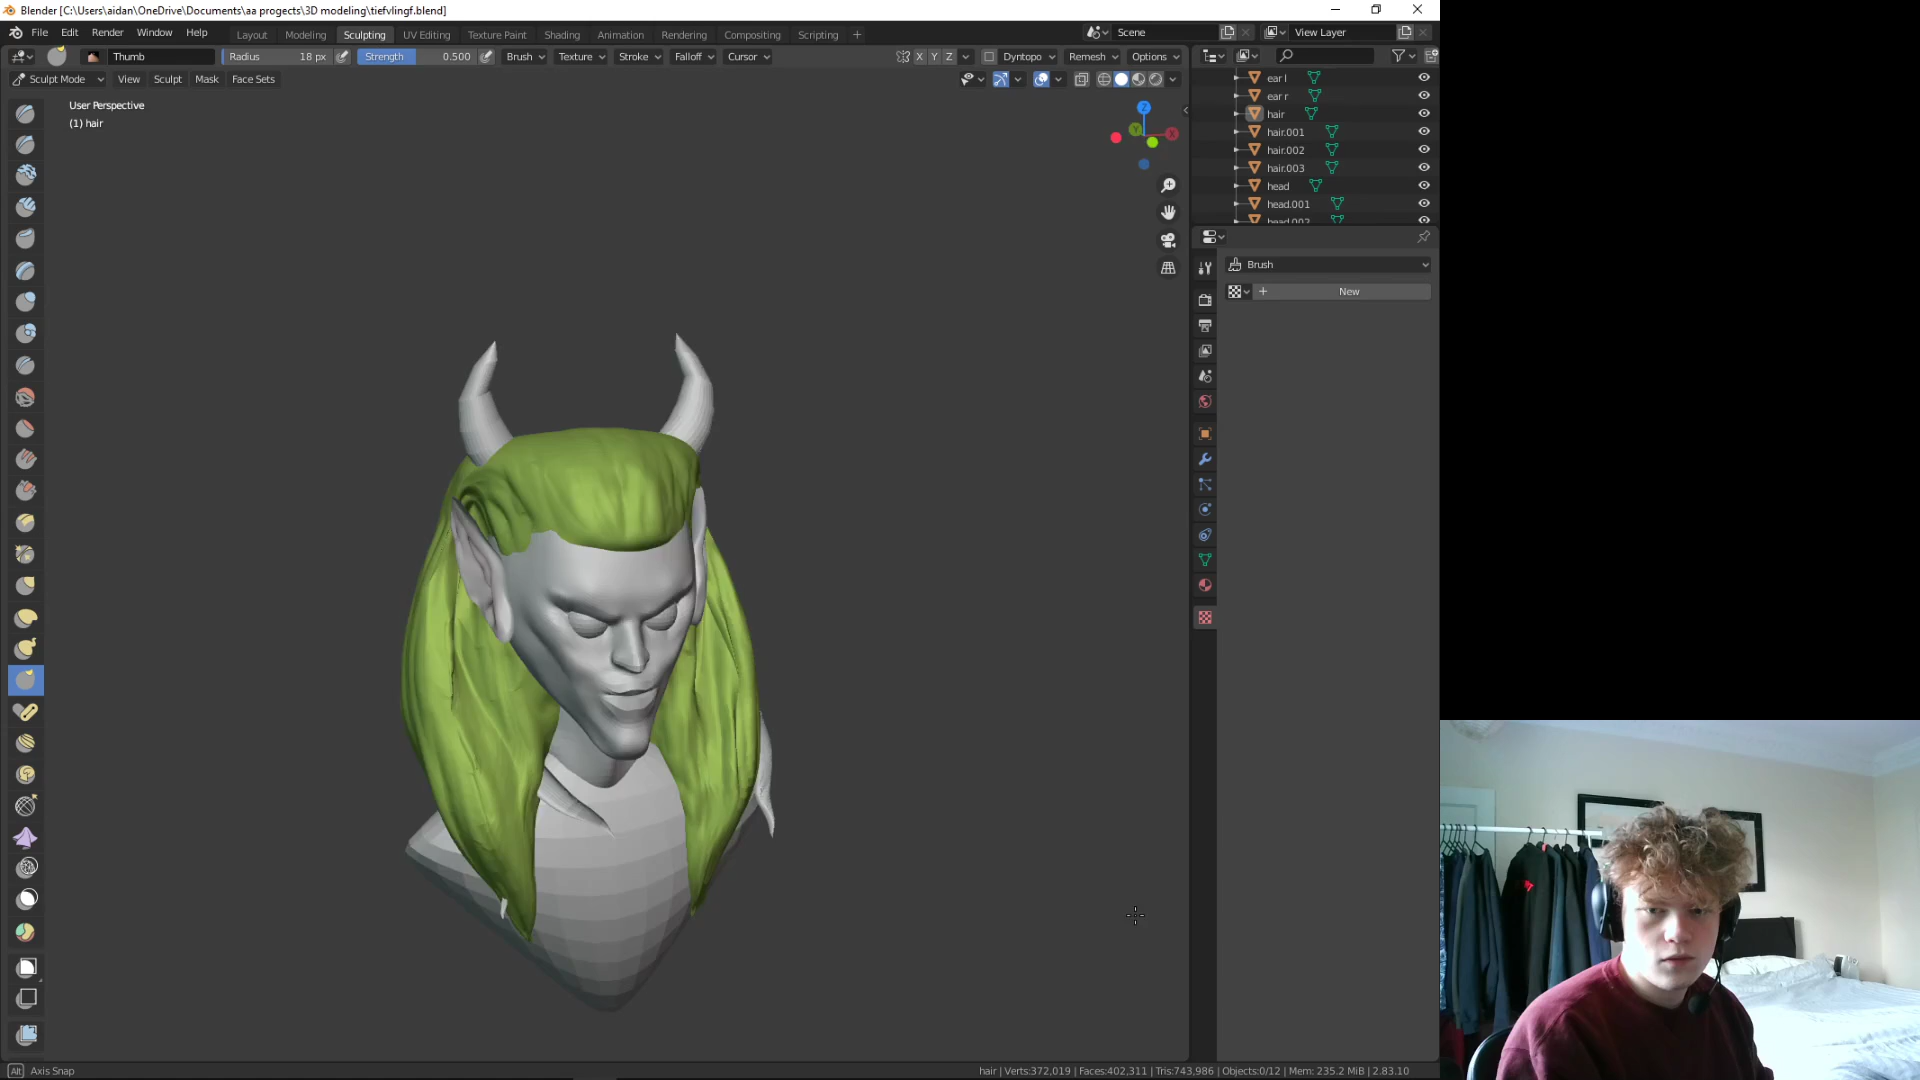 Blender [C:\Users\aidan\OneDrive\Documents\aa progects\3D modeling\tiefvlingf.blend]
File Edit Render Window Help Layout Modeling Sculpting UV Editing Texture Paint Shading Animation Rendering Compositing Scripting + Scene View Layer
Thumb Radius 18 px Strength 0.500 Brush Texture Stroke Falloff Cursor X Y Z Dyntopo Remesh Options
Sculpt Mode View Sculpt Mask Face Sets
ear l
ear r
hair
hair.001
hair.002
hair.003
head
head.001
head.002
User Perspective
(1) hair
Z
Y
X
Brush
+ New
Alt Axis Snap
hair | Verts:372,019 | Faces:402,311 | Tris:743,986 | Objects:0/12 | Mem: 235.2 MiB | 2.83.10